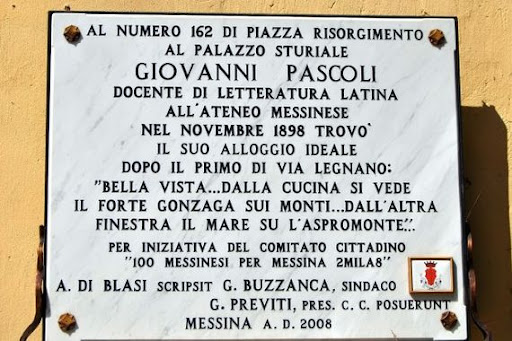 AL NUMERO 162 DI PIAZZA RISORGIMENTO
AL PALAZZO STURIALE
GIOVANNI PASCOLI
DOCENTE DI LETTERATURA LATINA
ALL'ATENEO MESSINESE
NEL NOVEMBRE 1898 TROVO'
IL SUO ALLOGGIO IDEALE
DOPO IL PRIMO DI VIA LEGNANO:
"BELLA VISTA...DALLA CUCINA SI VEDE
IL FORTE GONZAGA SUI MONTI...DALL'ALTRA
FINESTRA IL MARE SU L'ASPROMONTE"...
PER INIZIATIVA DEL COMITATO CITTADINO
"100 MESSINESI PER MESSINA 2MILA8"
A. DI BLASI SCRIPSIT G. BUZZANCA, SINDACO
G. PREVITI, PRES. C. C. POSUERUNT
MESSINA A. D. 2008